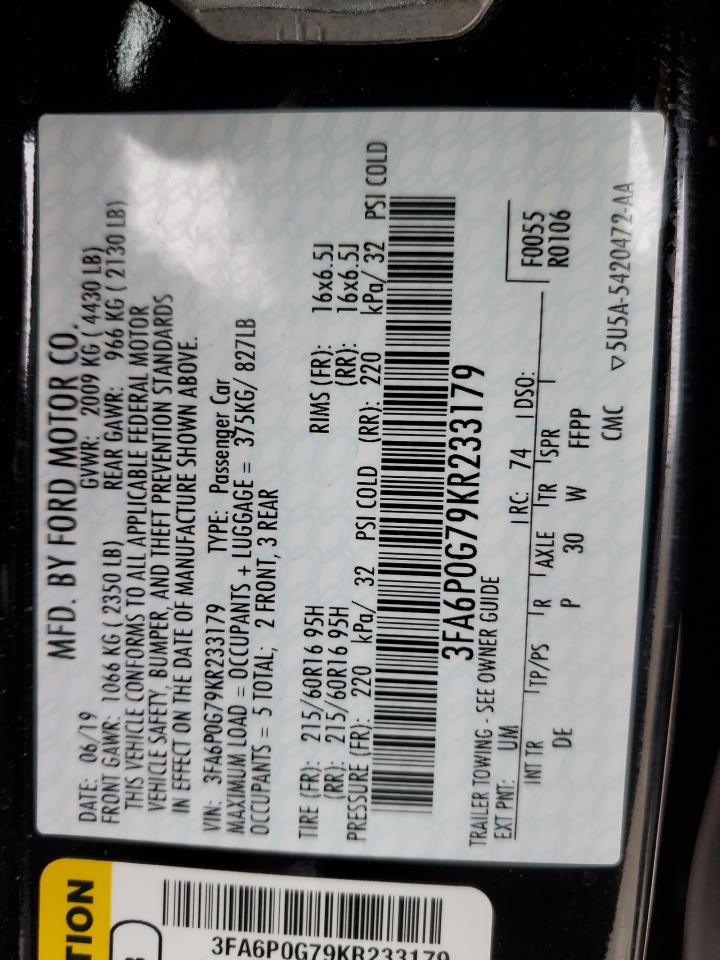 MFD. BY FORD MOTOR CO.
DATE: 06/19 GVWR: 2009 KG ( 4430 LB)
FRONT GAWR: 1066 KG ( 2350 LB) REAR GAWR: 966 KG ( 2130 LB)
THIS VEHICLE CONFORMS TO ALL APPLICABLE FEDERAL MOTOR
VEHICLE SAFETY, BUMPER, AND THEFT PREVENTION STANDARDS
IN EFFECT ON THE DATE OF MANUFACTURE SHOWN ABOVE.
VIN: 3FA6P0G79KR233179 TYPE: Passenger Car
MAXIMUM LOAD = OCCUPANTS + LUGGAGE = 375KG/ 827LB
OCCUPANTS = 5 TOTAL; 2 FRONT, 3 REAR
TIRE (FR): 215/60R16 95H RIMS (FR): 16x6.5J
(RR): 215/60R16 95H (RR): 16x6.5J
PRESSURE (FR): 220 kPa/ 32 PSI COLD (RR): 220 kPa/ 32 PSI COLD
3FA6P0G79KR233179
TRAILER TOWING - SEE OWNER GUIDE
EXT PNT: UM RC: 74 DSO:
F0055
R0106
INT TR TP/PS R AXLE TR SPR
DE P 30 W FFPP
CMC ▽5U5A-5420472-AA
TION
3FA6P0G79KR233179